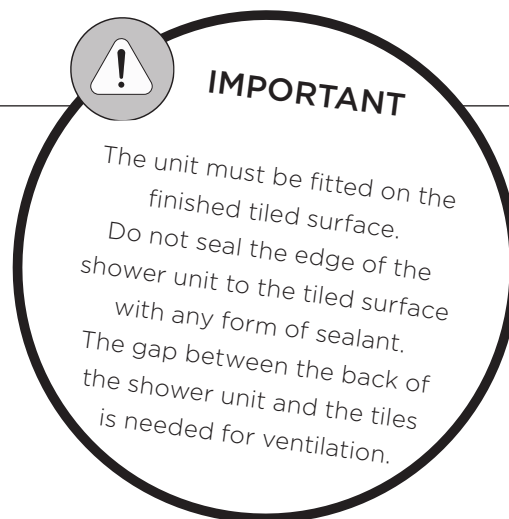 !
IMPORTANT
The unit must be fitted on the
finished tiled surface.
Do not seal the edge of the
shower unit to the tiled surface
with any form of sealant.
The gap between the back of
the shower unit and the tiles
is needed for ventilation.